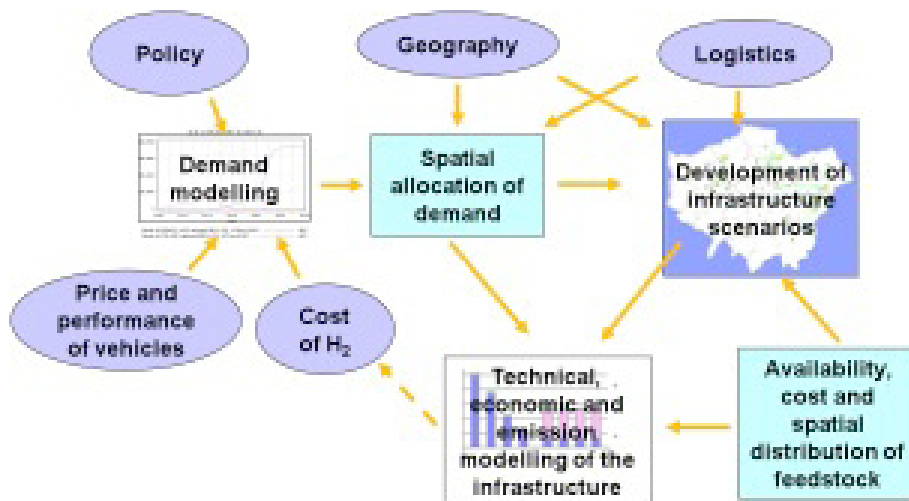 Policy
Geography
Logistics
Demand
modelling
Spatial
allocation of
demand
Development of
infrastructure
scenarios
Price and
performance
of vehicles
Cost
of H₂
Technical,
economic and
emission
modelling of the
infrastructure
Availability,
cost and
spatial
distribution of
feedstock